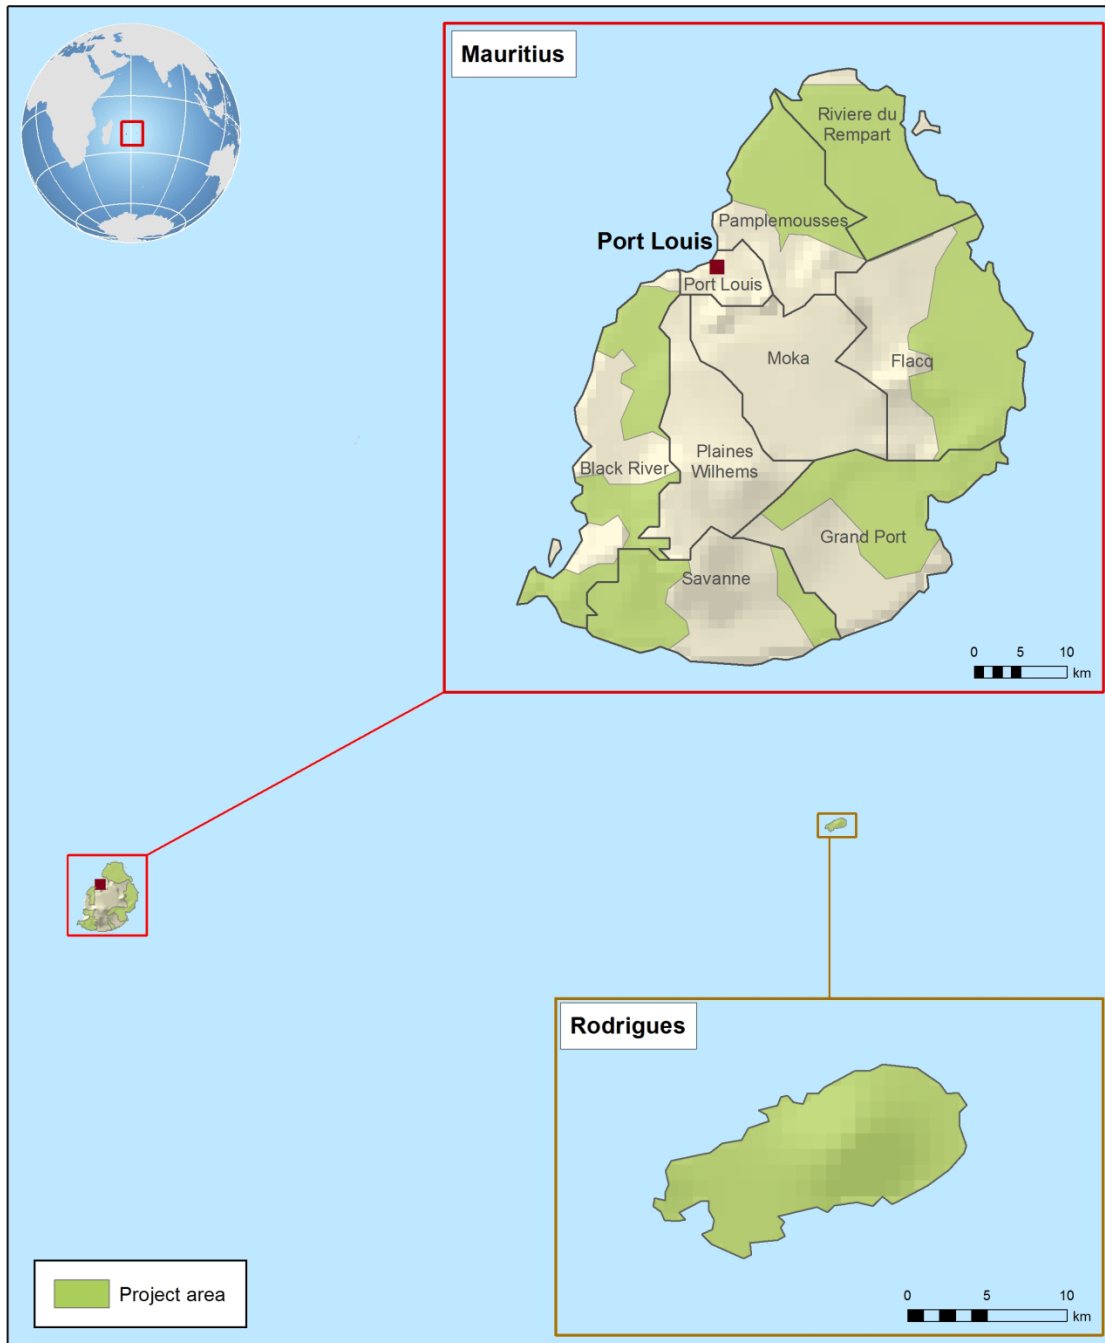 Mauritius
Riviere du
Rempart
Pamplemousses
Port Louis
Port Louis
Moka
Flacq
Plaines
Wilhems
Black River
Grand Port
Savanne
0 5 10
km
Rodrigues
Project area
0 5 10
km